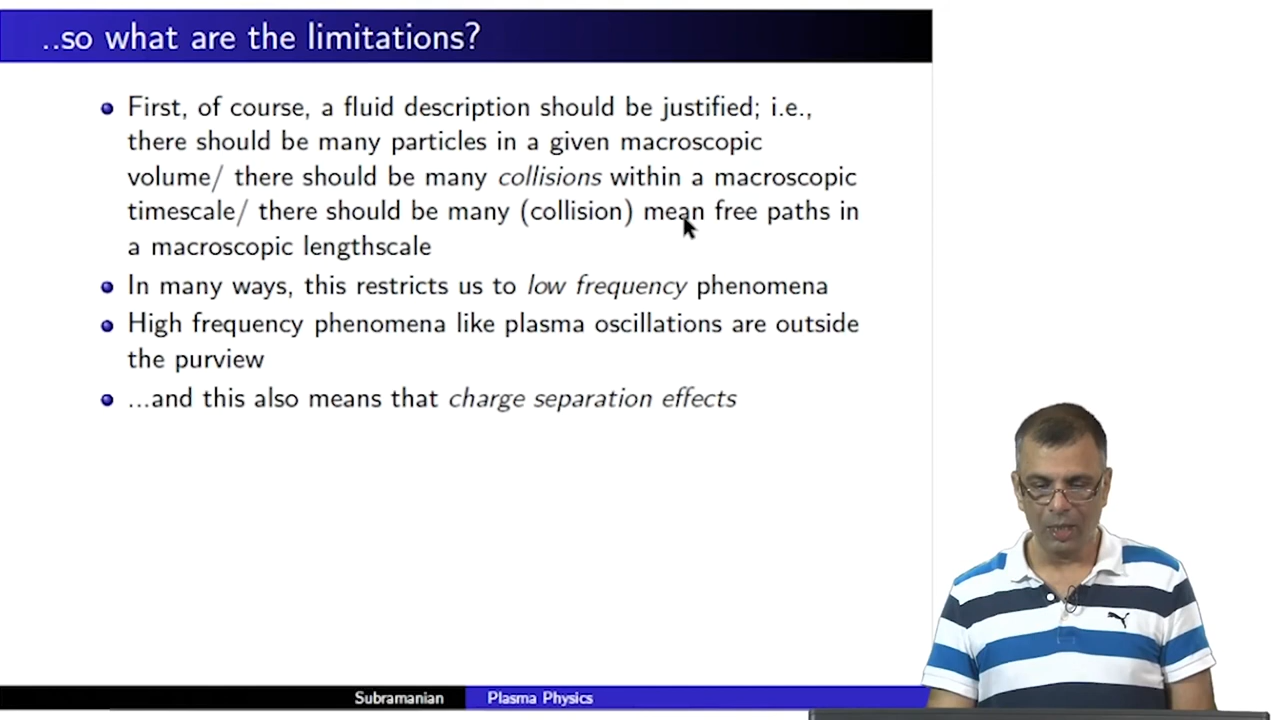 ..so what are the limitations?
First, of course, a fluid description should be justified; i.e.,
there should be many particles in a given macroscopic
volume/ there should be many collisions within a macroscopic
timescale/ there should be many (collision) mean free paths in
a macroscopic lengthscale
In many ways, this restricts us to low frequency phenomena
High frequency phenomena like plasma oscillations are outside
the purview
...and this also means that charge separation effects
Subramanian Plasma Physics